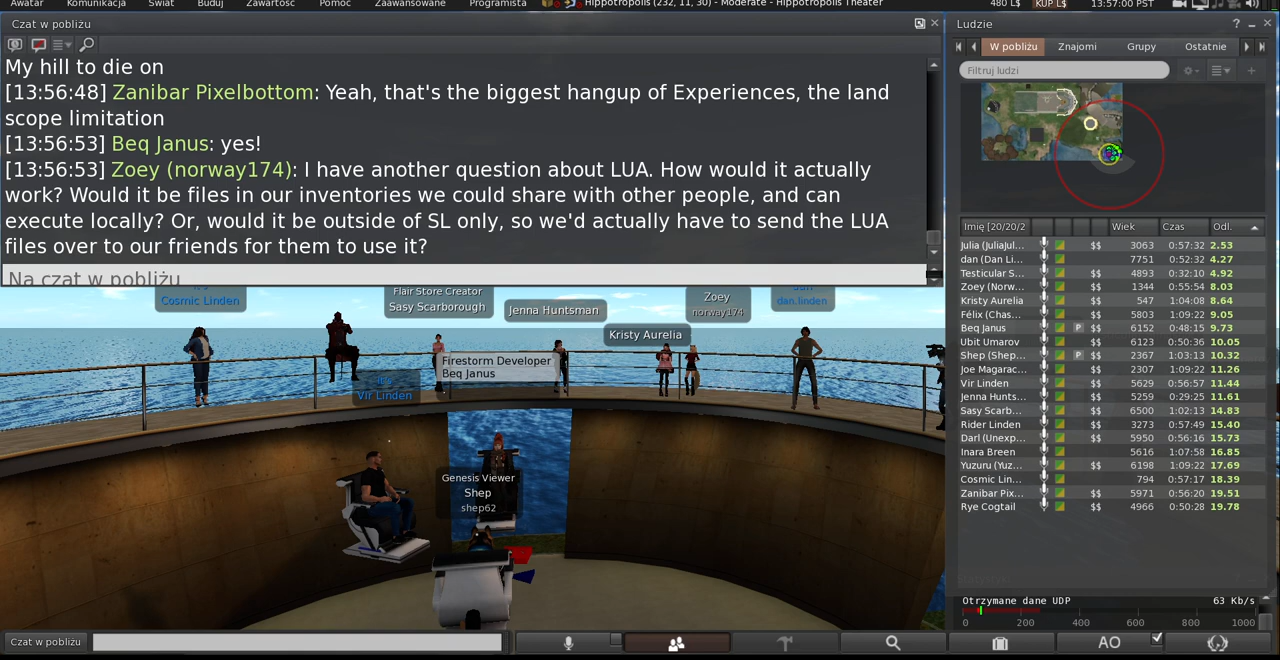 Awatar Komunikacja Świat Buduj Zawartość Pomoc Zaawansowane Programista Hippotropolis (232, 11, 30) - Moderate - Hippotropolis Theater 480 L$ KUP L$ 13:57:00 PST
Czat w pobliżu
My hill to die on
[13:56:48] Zanibar Pixelbottom: Yeah, that's the biggest hangup of Experiences, the land
scope limitation
[13:56:53] Beq Janus: yes!
[13:56:53] Zoey (norway174): I have another question about LUA. How would it actually
work? Would it be files in our inventories we could share with other people, and can
execute locally? Or, would it be outside of SL only, so we'd actually have to send the LUA
files over to our friends for them to use it?
Na czat w pobliżu
Cosmic Linden
Flair Store Creator
Sasy Scarborough
Jenna Huntsman
Zoey
norway174
dan.linden
Kristy Aurelia
Firestorm Developer
Beq Janus
Vir Linden
Genesis Viewer
Shep
shep62
Ludzie
? _ ×
W pobliżu Znajomi Grupy Ostatnie
Filtruj ludzi
Imię [20/20/2 Wiek Czas Odl.
Julia (JuliaJul... $$ 3063 0:57:32 2.53
dan (Dan Li... 7751 0:52:32 4.27
Testicular S... $$ 4893 0:32:10 4.92
Zoey (Norw... $$ 1344 0:55:54 8.03
Kristy Aurelia 547 1:04:08 8.64
Félix (Chas... $$ 5803 1:09:22 9.05
Beq Janus P $$ 6152 0:48:15 9.73
Ubit Umarov $$ 6123 0:50:36 10.05
Shep (Shep... P $$ 2367 1:03:13 10.32
Joe Magarac... $$ 2307 1:09:22 11.26
Vir Linden $$ 5629 0:56:57 11.44
Jenna Hunts... $$ 5259 0:29:25 11.61
Sasy Scarb... $$ 6500 1:02:13 14.83
Rider Linden $$ 3273 0:57:49 15.40
Darl (Unexp... $$ 5950 0:56:16 15.73
Inara Breen 5616 1:07:58 16.85
Yuzuru (Yuz... $$ 6198 1:09:22 17.69
Cosmic Lin... 794 0:57:17 18.39
Zanibar Pix... $$ 5971 0:56:20 19.51
Rye Cogtail $$ 4966 0:50:28 19.78
Otrzymane dane UDP 63 Kb/s
0 200 400 600 800 1000
Czat w pobliżu
AO